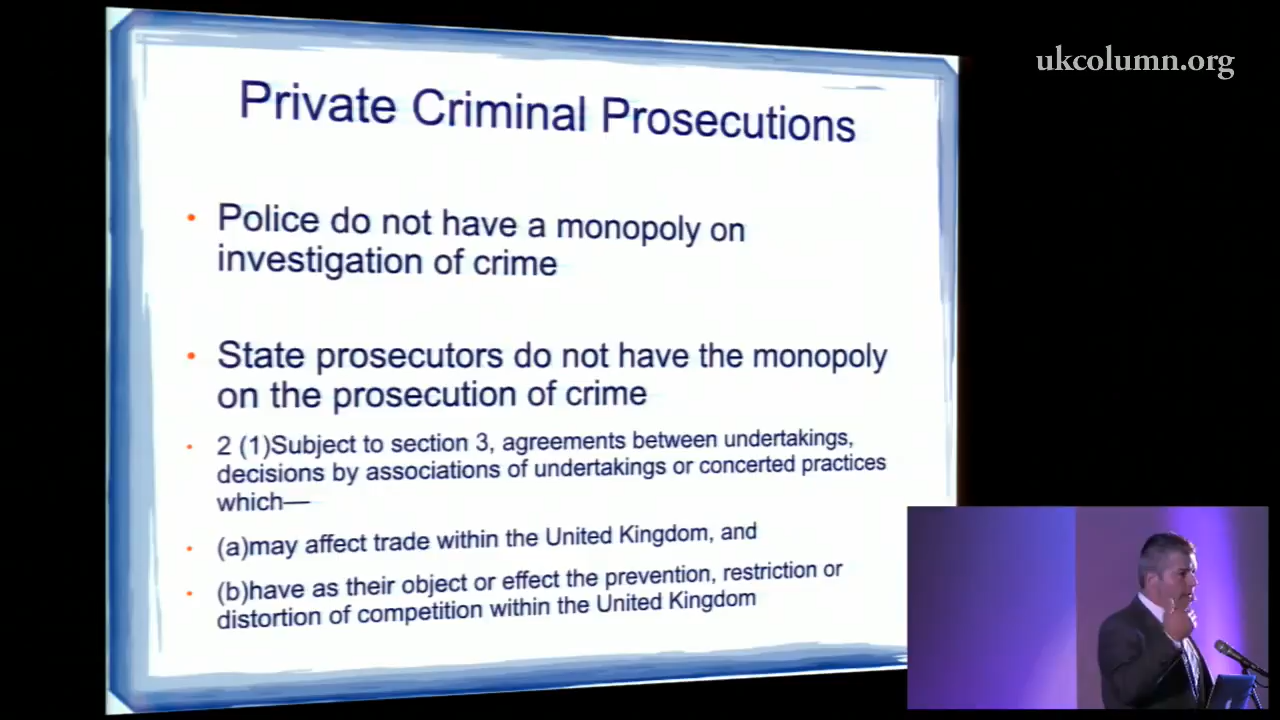 ukcolumn.org
Private Criminal Prosecutions
• Police do not have a monopoly on
investigation of crime
• State prosecutors do not have the monopoly
on the prosecution of crime
• 2 (1)Subject to section 3, agreements between undertakings,
decisions by associations of undertakings or concerted practices
which—
• (a)may affect trade within the United Kingdom, and
• (b)have as their object or effect the prevention, restriction or
distortion of competition within the United Kingdom